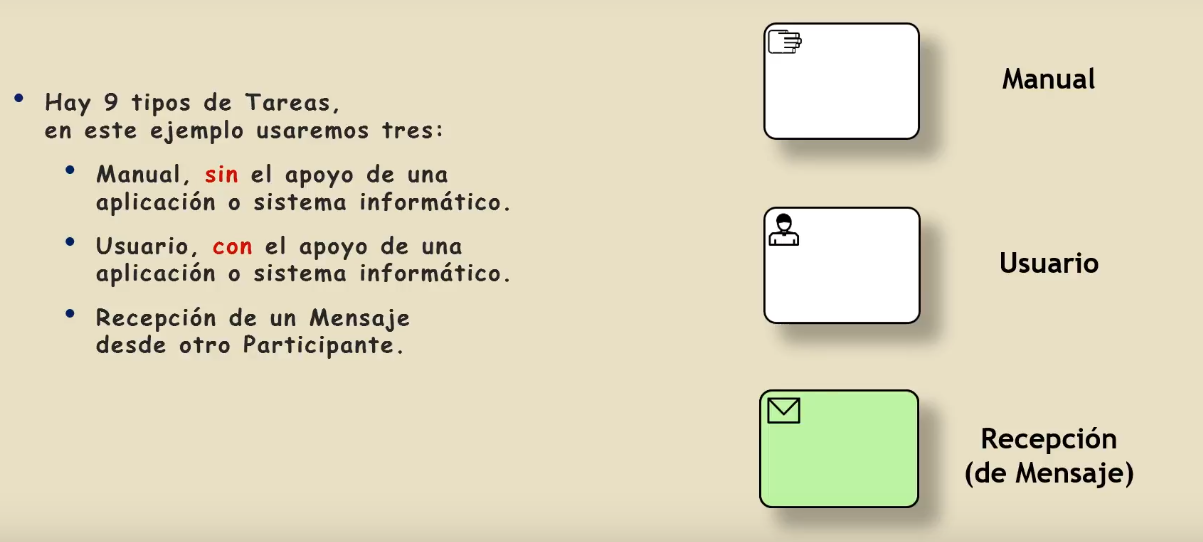 Hay 9 tipos de Tareas,
en este ejemplo usaremos tres:
Manual, sin el apoyo de una
aplicación o sistema informático.
Usuario, con el apoyo de una
aplicación o sistema informático.
Recepción de un Mensaje
desde otro Participante.
Manual
Usuario
Recepción
(de Mensaje)